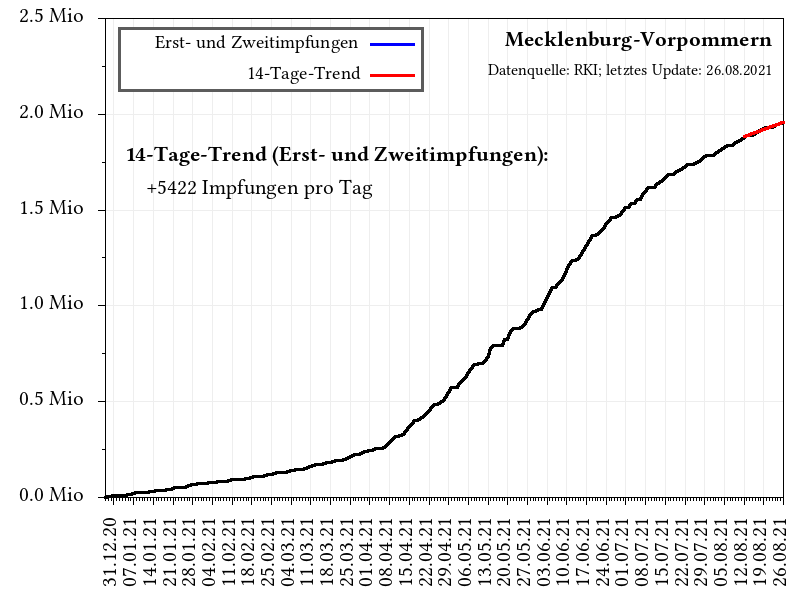 2.5 Mio
2.0 Mio
1.5 Mio
1.0 Mio
0.5 Mio
0.0 Mio
Erst- und Zweitimpfungen
14-Tage-Trend
Mecklenburg-Vorpommern
Datenquelle: RKI; letztes Update: 26.08.2021
14-Tage-Trend (Erst- und Zweitimpfungen):
+5422 Impfungen pro Tag
31.12.20
07.01.21
14.01.21
21.01.21
28.01.21
04.02.21
11.02.21
18.02.21
25.02.21
04.03.21
11.03.21
18.03.21
25.03.21
01.04.21
08.04.21
15.04.21
22.04.21
29.04.21
06.05.21
13.05.21
20.05.21
27.05.21
03.06.21
10.06.21
17.06.21
24.06.21
01.07.21
08.07.21
15.07.21
22.07.21
29.07.21
05.08.21
12.08.21
19.08.21
26.08.21